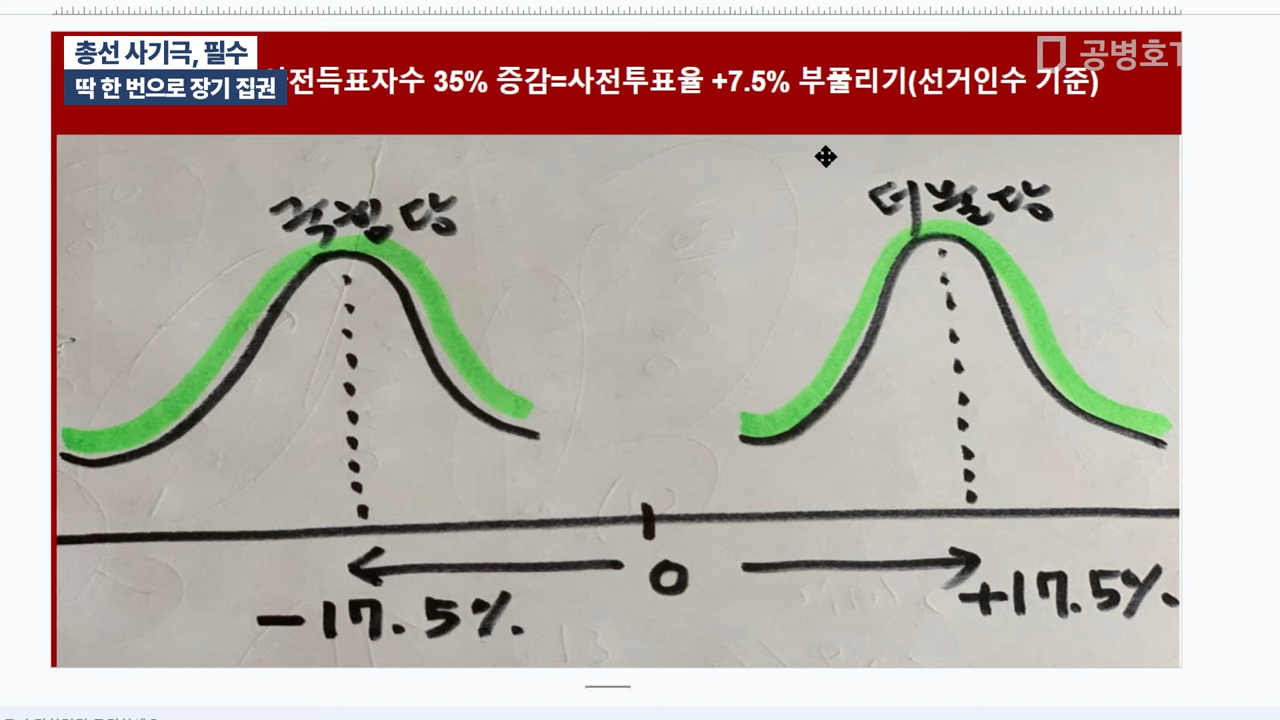 총선 사기극, 필수
딱 한 번으로 장기 집권
공병호T
전득표자수 35% 증감=사전투표율 +7.5% 부풀리기(선거인수 기준)
국힘당
더불당
0
-17.5%.
+17.5%.